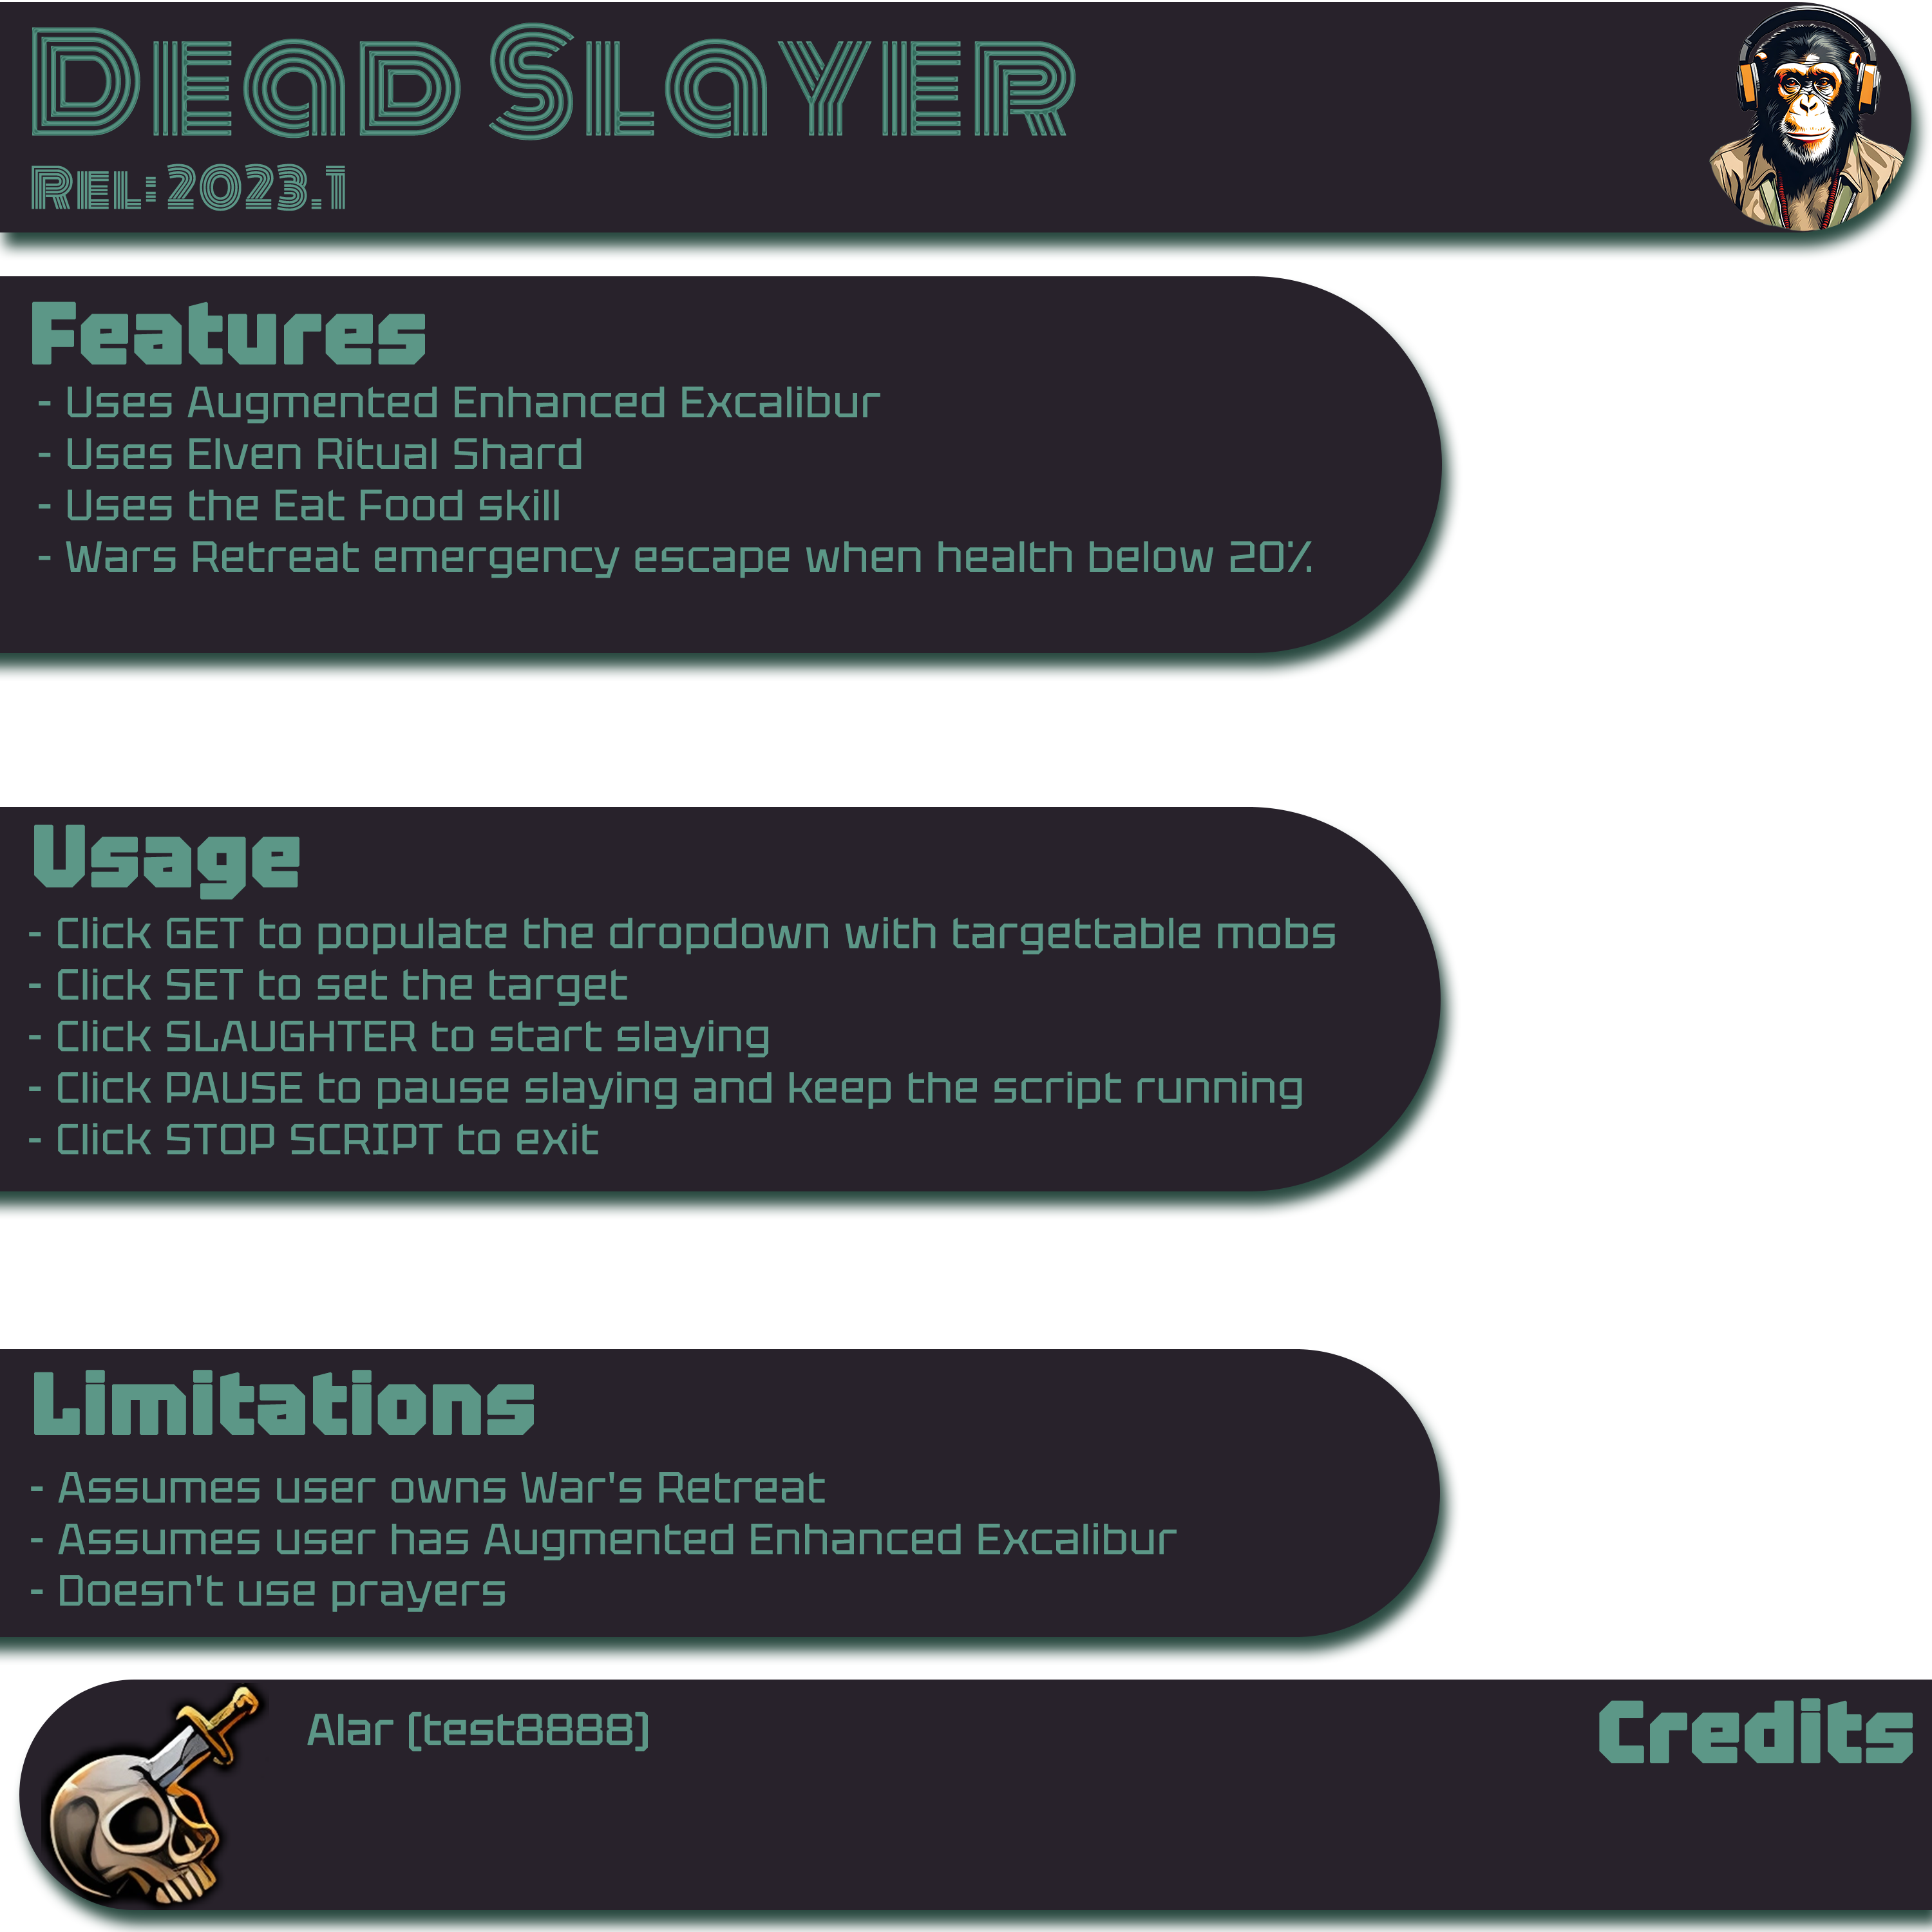 Dead Slayer
Rel: 2023.1
Features
- Uses Augmented Enhanced Excalibur
- Uses Elven Ritual Shard
- Uses the Eat Food skill
- Wars Retreat emergency escape when health below 20%
Usage
- Click GET to populate the dropdown with targettable mobs
- Click SET to set the target
- Click SLAUGHTER to start slaying
- Click PAUSE to pause slaying and keep the script running
- Click STOP SCRIPT to exit
Limitations
- Assumes user owns War's Retreat
- Assumes user has Augmented Enhanced Excalibur
- Doesn't use prayers
Credits
Alar (test8888)